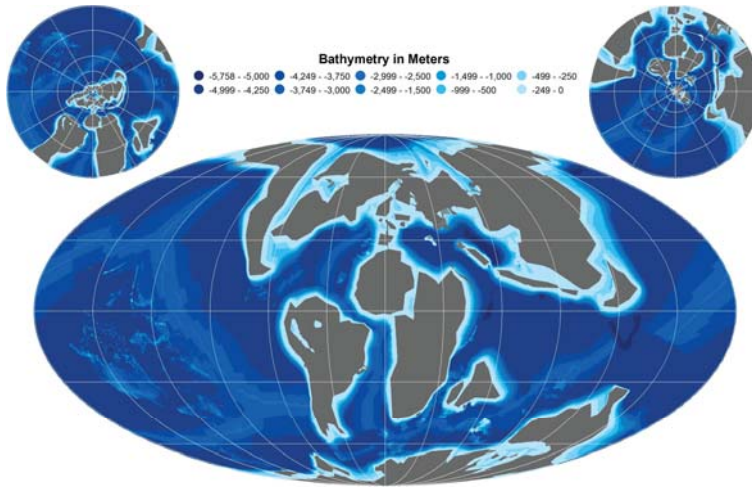 Bathymetry in Meters
-5,758 - -5,000 -4,249 - -3,750 -2,999 - -2,500 -1,499 - -1,000 -499 - -250
-4,999 - -4,250 -3,749 - -3,000 -2,499 - -1,500 -999 - -500 -249 - 0